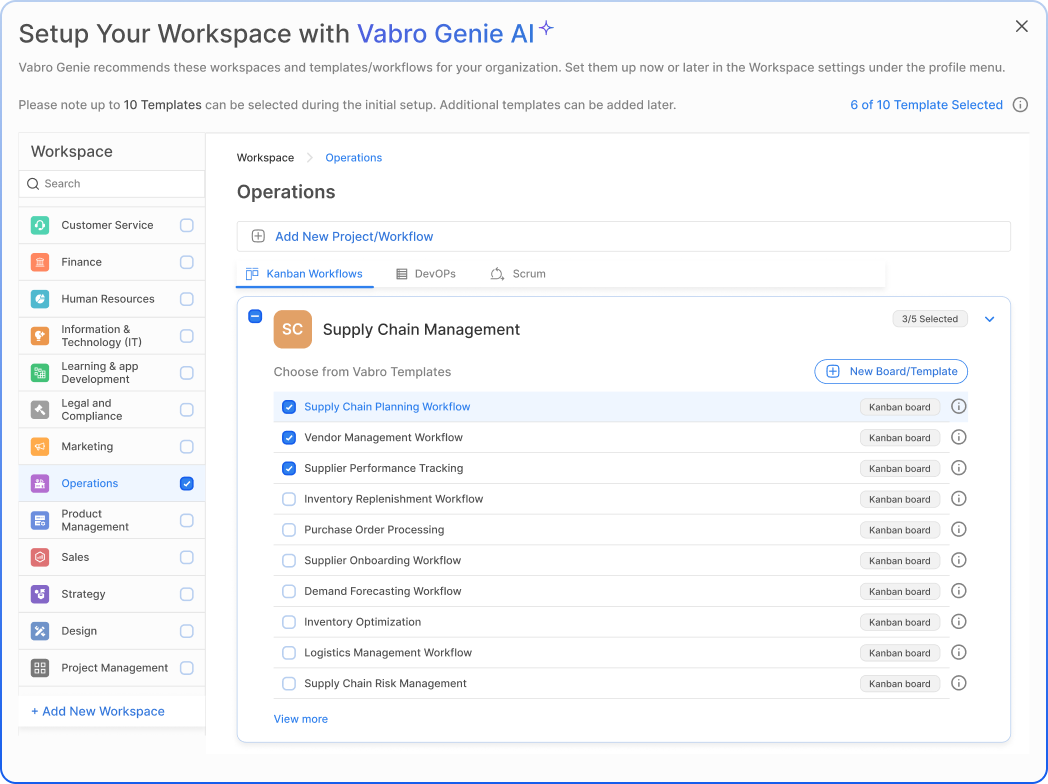 Setup Your Workspace with Vabro Genie AI
Vabro Genie recommends these workspaces and templates/workflows for your organization. Set them up now or later in the Workspace settings under the profile menu.
Please note up to 10 Templates can be selected during the initial setup. Additional templates can be added later.
6 of 10 Template Selected
Workspace
Search
Customer Service
Finance
Human Resources
Information &
Technology (IT)
Learning & app
Development
Legal and
Compliance
Marketing
Operations
Product
Management
Sales
Strategy
Design
Project Management
+ Add New Workspace
Workspace > Operations
Operations
Add New Project/Workflow
Kanban Workflows DevOPs Scrum
SC Supply Chain Management 3/5 Selected
Choose from Vabro Templates New Board/Template
Supply Chain Planning Workflow Kanban board
Vendor Management Workflow Kanban board
Supplier Performance Tracking Kanban board
Inventory Replenishment Workflow Kanban board
Purchase Order Processing Kanban board
Supplier Onboarding Workflow Kanban board
Demand Forecasting Workflow Kanban board
Inventory Optimization Kanban board
Logistics Management Workflow Kanban board
Supply Chain Risk Management Kanban board
View more